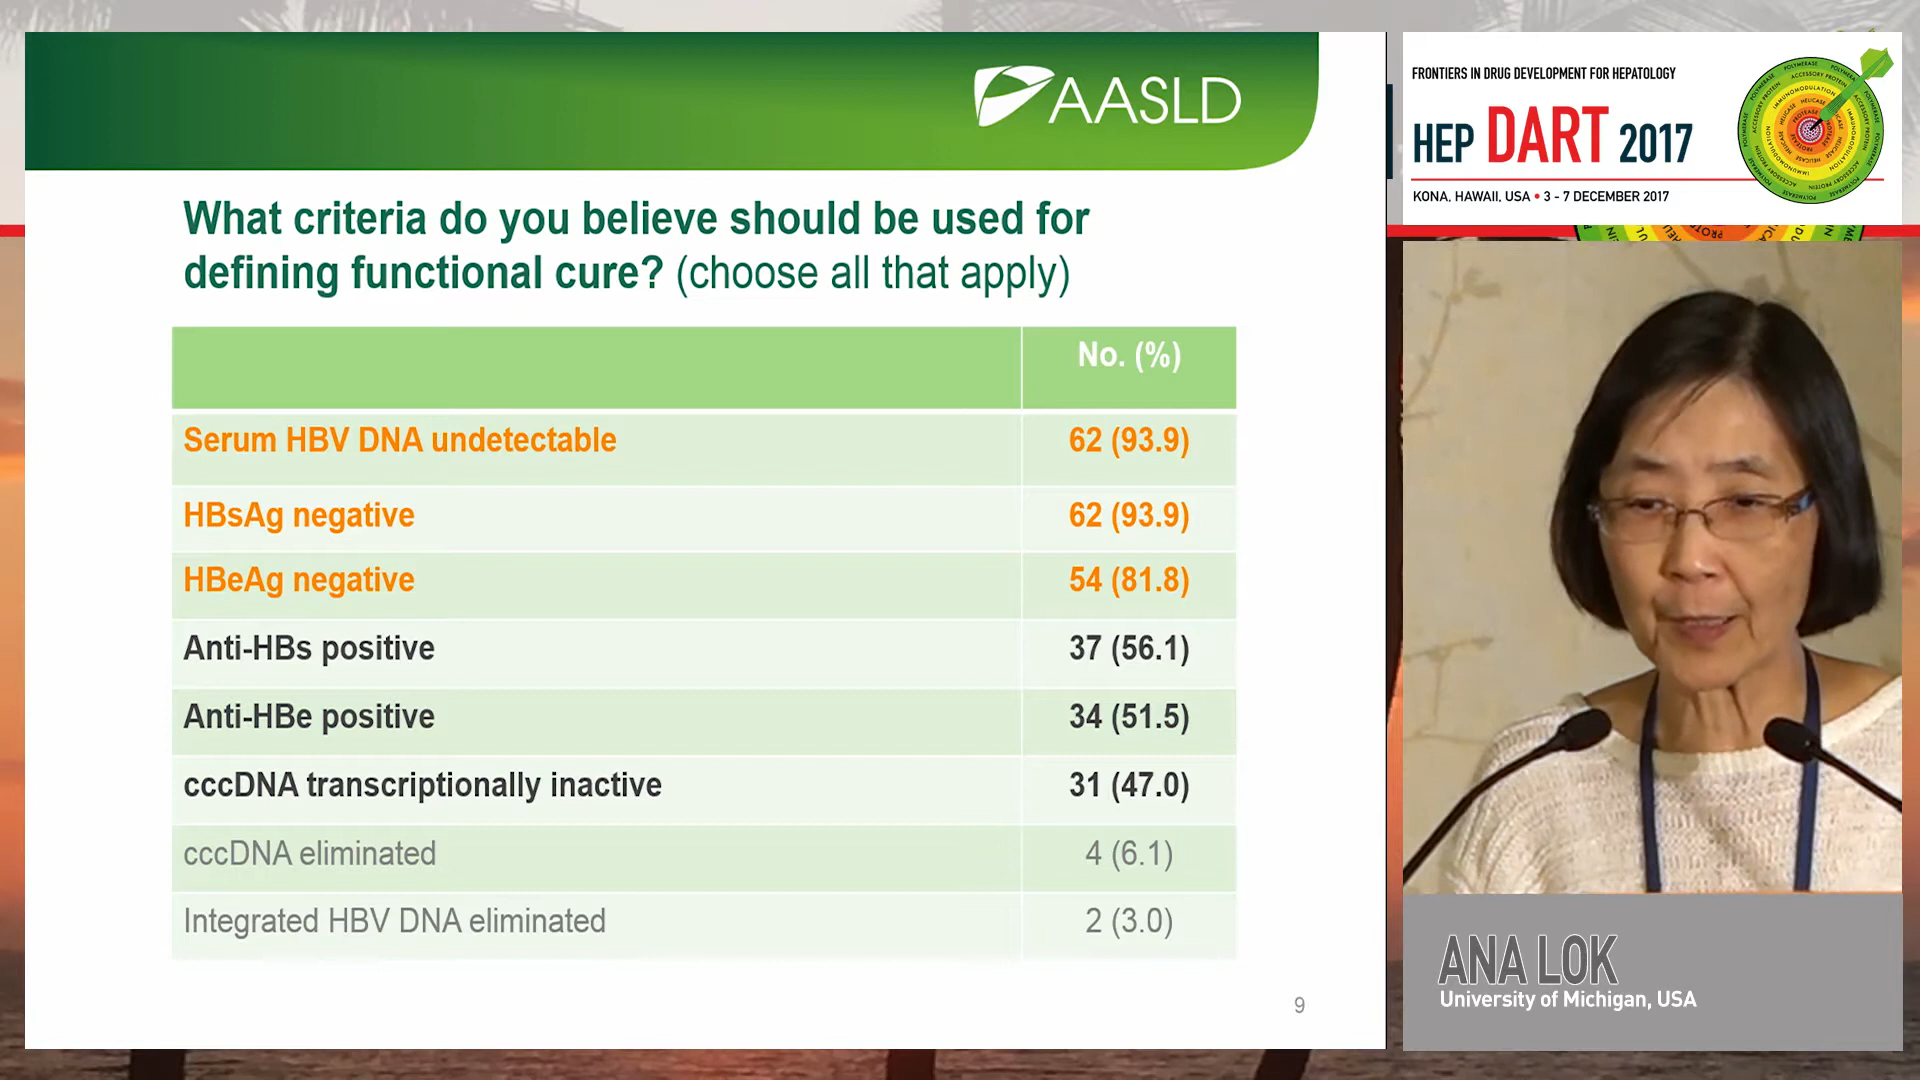 AASLD
What criteria do you believe should be used for
defining functional cure? (choose all that apply)
No. (%)
Serum HBV DNA undetectable 62 (93.9)
HBsAg negative 62 (93.9)
HBeAg negative 54 (81.8)
Anti-HBs positive 37 (56.1)
Anti-HBe positive 34 (51.5)
cccDNA transcriptionally inactive 31 (47.0)
cccDNA eliminated 4 (6.1)
Integrated HBV DNA eliminated 2 (3.0)
9
FRONTIERS IN DRUG DEVELOPMENT FOR HEPATOLOGY
HEP DART 2017
KONA, HAWAII, USA • 3 - 7 DECEMBER 2017
ANA LOK
University of Michigan, USA